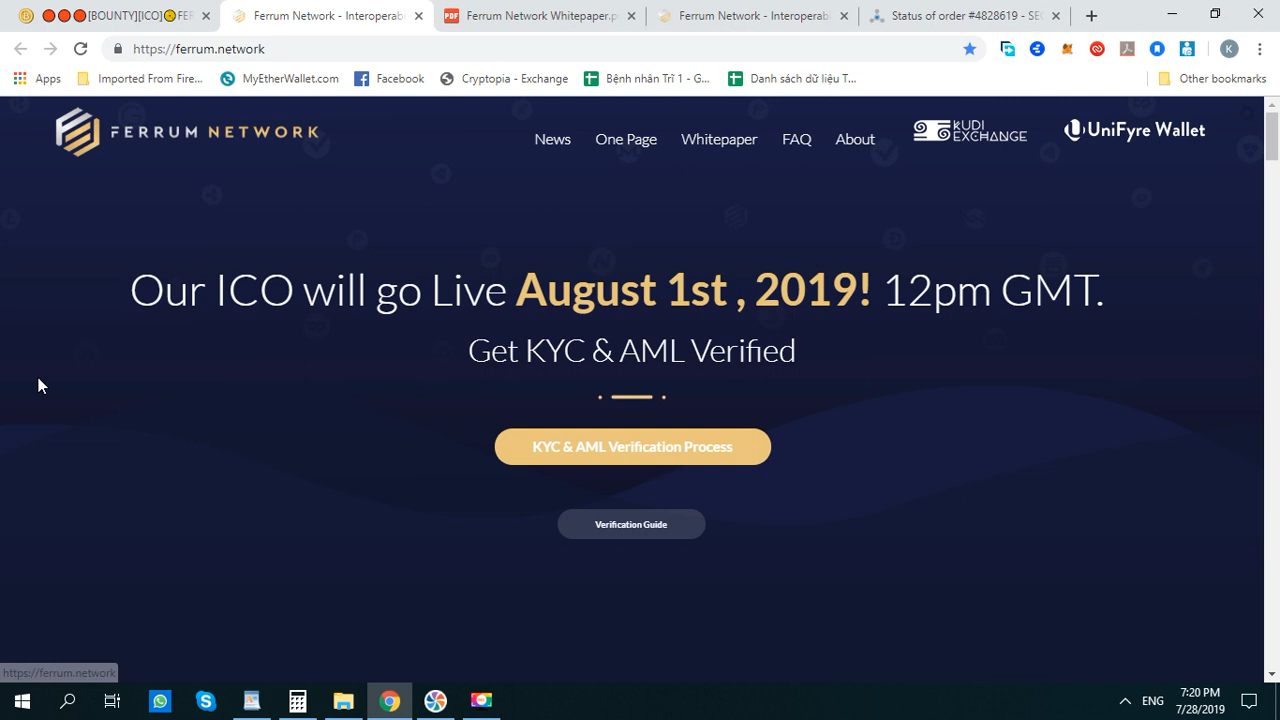 [BOUNTY][ICO] FER
Ferrum Network - Interoperab
Ferrum Network Whitepaper.p
Ferrum Network - Interoperab
Status of order #4828619 - SE
https://ferrum.network
K
Apps
Imported From Fire...
MyEtherWallet.com
Facebook
Cryptopia - Exchange
Bệnh nhân Trĩ 1 - G...
Danh sách dữ liệu T...
Other bookmarks
FERRUM NETWORK
News
One Page
Whitepaper
FAQ
About
KUDI
EXCHANGE
UniFyre Wallet
Our ICO will go Live August 1st , 2019! 12pm GMT.
Get KYC & AML Verified
KYC & AML Verification Process
Verification Guide
https://ferrum.network
ENG
7:20 PM
7/28/2019